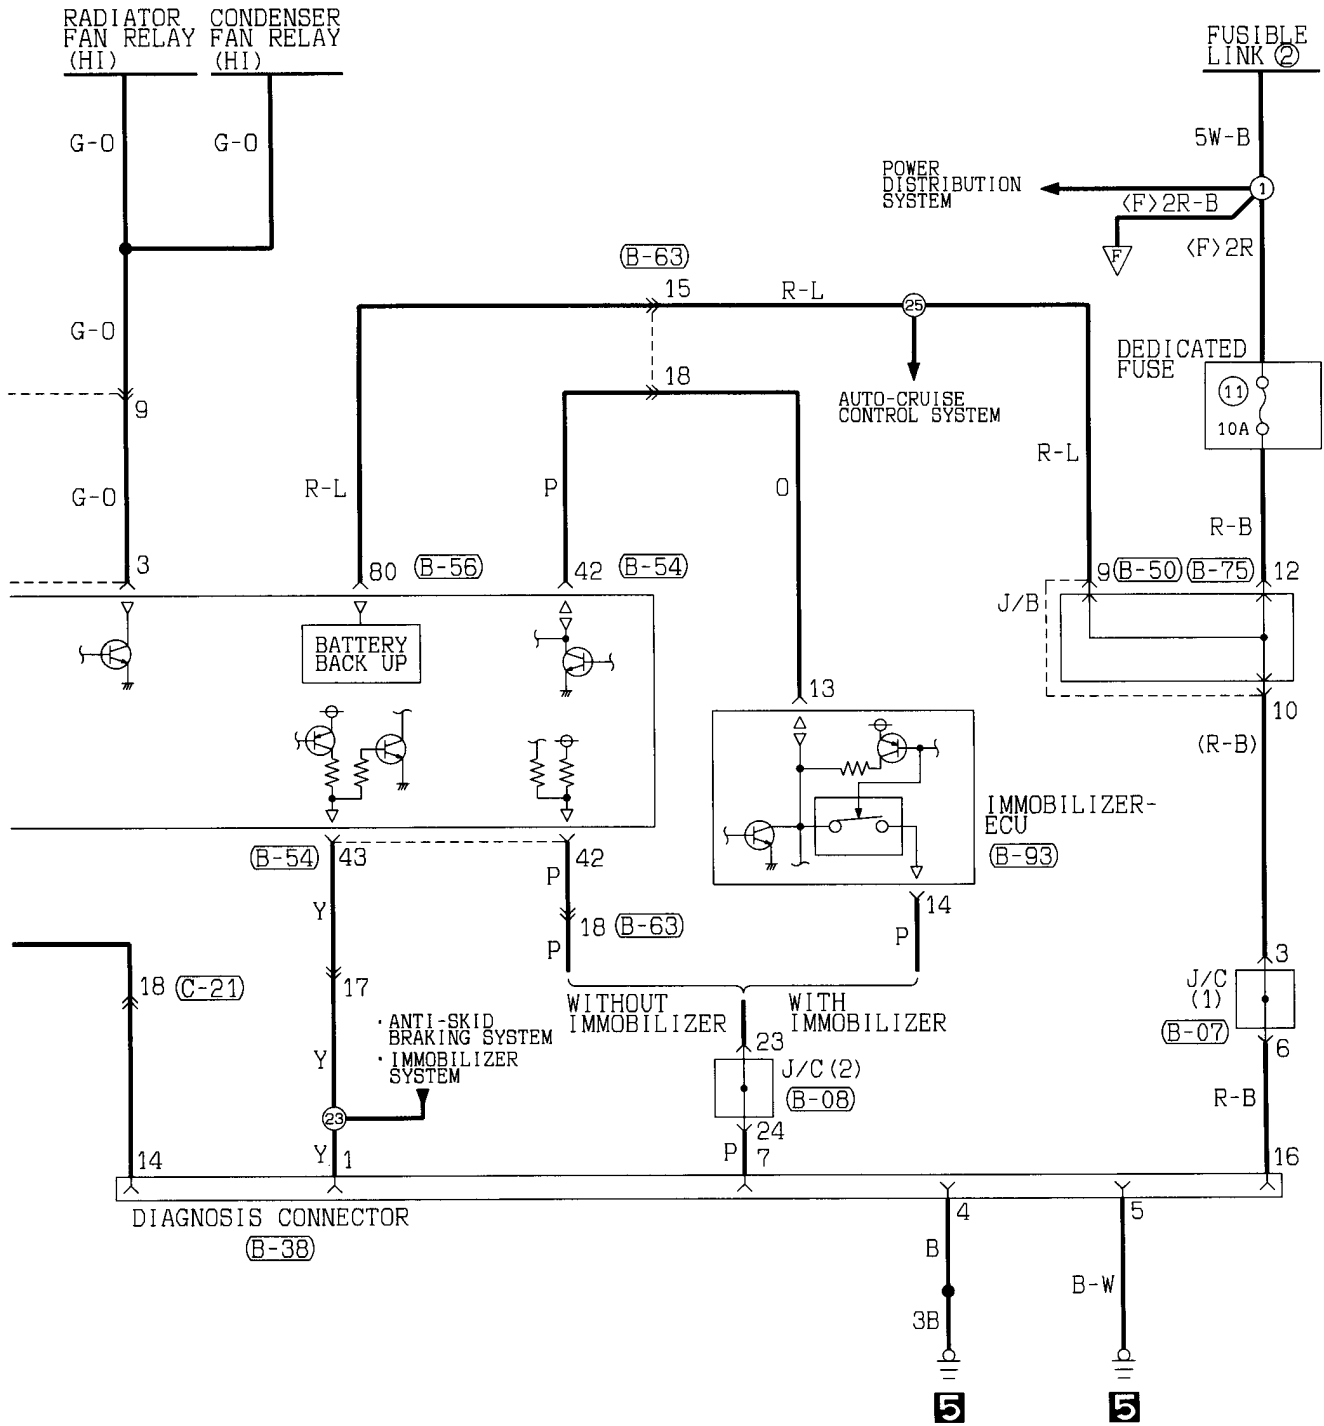 RADIATOR
FAN RELAY
(HI)
CONDENSER
FAN RELAY
(HI)
FUSIBLE
LINK ②
G-O
G-O
5W-B
POWER
DISTRIBUTION
SYSTEM
1
<F>2R-B
F
<F>2R
(B-63)
15
R-L
25
G-O
18
DEDICATED
FUSE
11
10A
9
AUTO-CRUISE
CONTROL SYSTEM
R-L
G-O
R-L
P
O
R-B
3
80
(B-56)
42
(B-54)
9
(B-50)
(B-75)
12
J/B
BATTERY
BACK UP
13
10
(R-B)
IMMOBILIZER-
ECU
(B-93)
(B-54)
43
42
P
14
Y
18
(B-63)
P
P
3
18
(C-21)
17
J/C
(1)
(B-07)
WITHOUT
IMMOBILIZER
WITH
IMMOBILIZER
· ANTI-SKID
BRAKING SYSTEM
· IMMOBILIZER
SYSTEM
23
6
Y
J/C(2)
(B-08)
R-B
23
24
14
Y
1
P
7
16
DIAGNOSIS CONNECTOR
(B-38)
4
5
B
B-W
3B
5
5